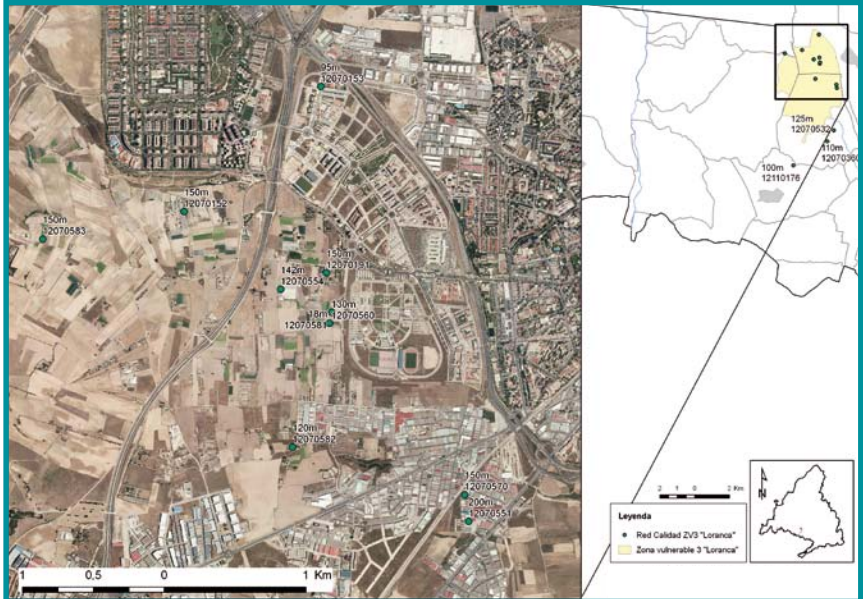 95m
12070153
150m
12070152
150m
12070583
150m
12070191
142m
12070554
130m
12070560
18m
12070581
120m
12070582
150m
12070570
200m
12070551
1 0,5 0 1 Km
125m
12070532
110m
12070360
100m
12110176
2 1 0 2 Km
N
Leyenda
Red Calidad ZV3 "Loranca"
Zona vulnerable 3 "Loranca"